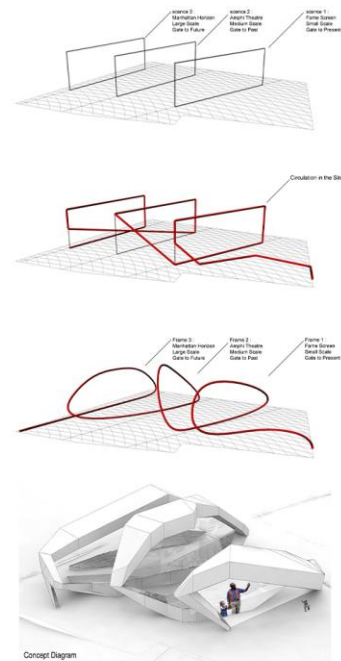 science 3 :
Manhattan Horizon
Large Scale
Gate to Future
science 2 :
Amphi Theatre
Medium Scale
Gate to Past
science 1 :
Fame Screen
Small Scale
Gate to Present
Circulation in the Site
Frame 3 :
Manhattan Horizon
Large Scale
Gate to Future
Frame 2 :
Amphi Theatre
Medium Scale
Gate to Past
Frame 1 :
Fame Screen
Small Scale
Gate to Present
Concept Diagram